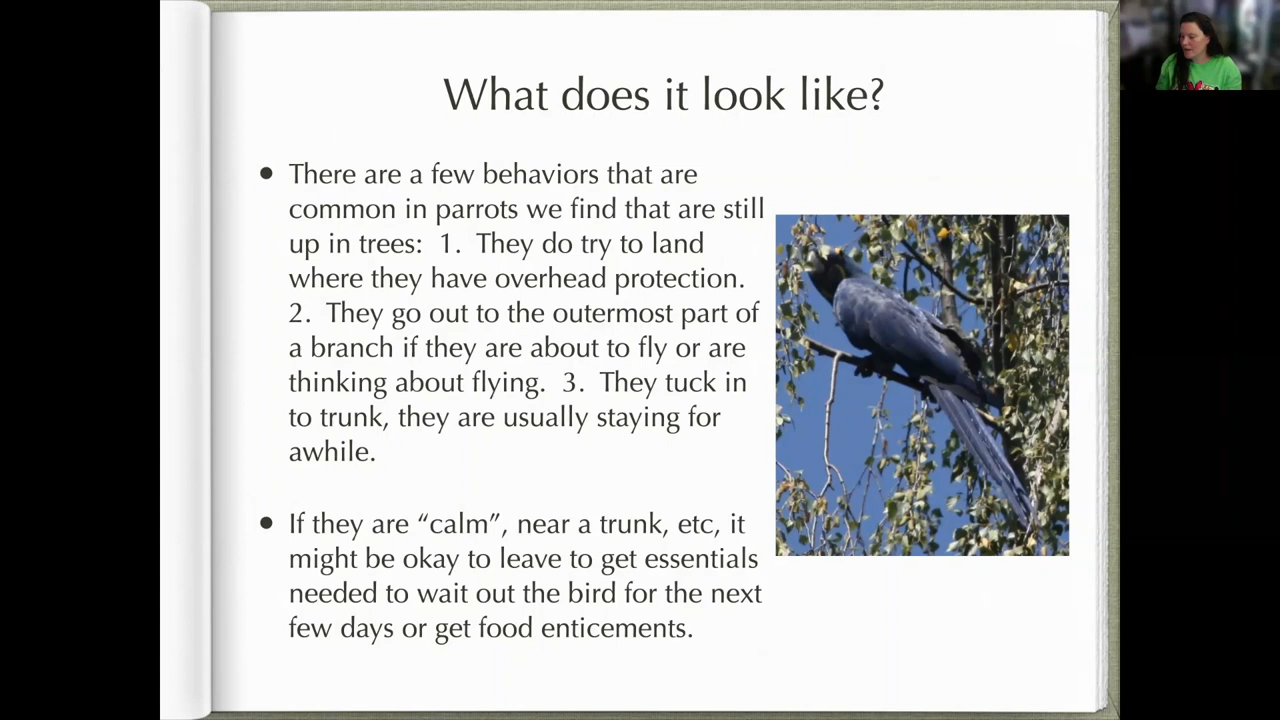 What does it look like?
• There are a few behaviors that are
common in parrots we find that are still
up in trees: 1. They do try to land
where they have overhead protection.
2. They go out to the outermost part of
a branch if they are about to fly or are
thinking about flying. 3. They tuck in
to trunk, they are usually staying for
awhile.
• If they are “calm”, near a trunk, etc, it
might be okay to leave to get essentials
needed to wait out the bird for the next
few days or get food enticements.